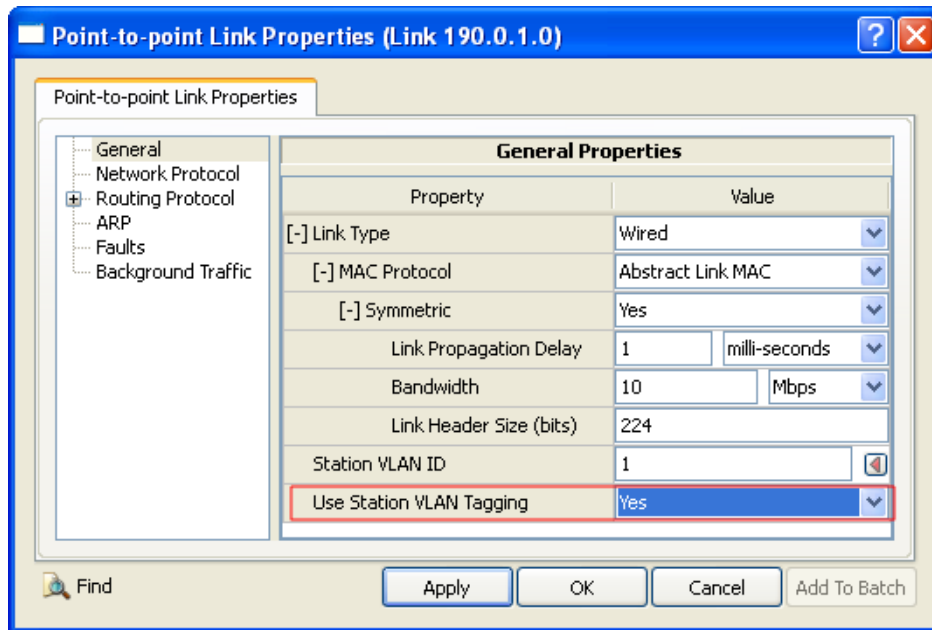 Point-to-point Link Properties (Link 190.0.1.0)
Point-to-point Link Properties
General
Network Protocol
Routing Protocol
ARP
Faults
Background Traffic
General Properties
Property Value
[-] Link Type Wired
[-] MAC Protocol Abstract Link MAC
[-] Symmetric Yes
Link Propagation Delay 1 milli-seconds
Bandwidth 10 Mbps
Link Header Size (bits) 224
Station VLAN ID 1
Use Station VLAN Tagging Yes
Find Apply OK Cancel Add To Batch